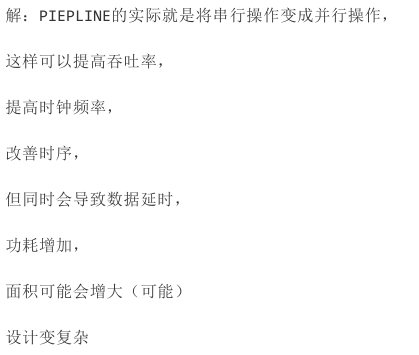 解：PIEPLINE的实际就是将串行操作变成并行操作，
这样可以提高吞吐率，
提高时钟频率，
改善时序，
但同时会导致数据延时，
功耗增加，
面积可能会增大（可能）
设计变复杂